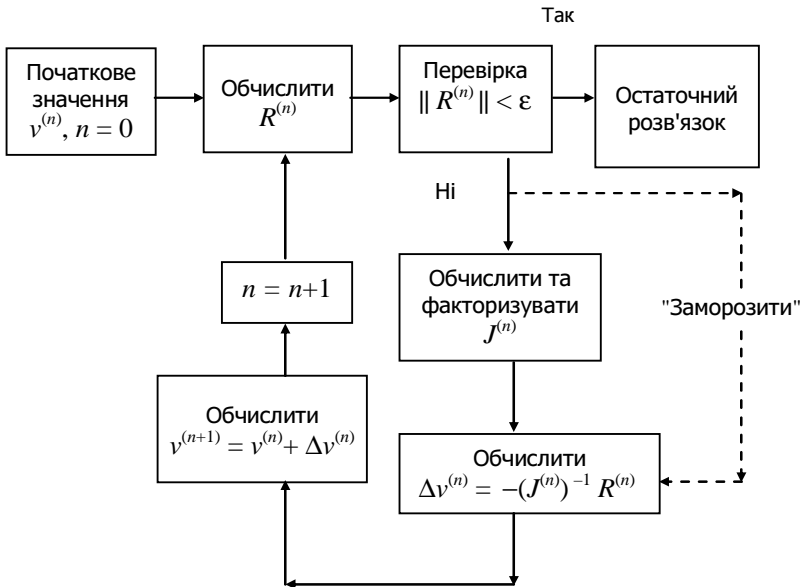 Так
Початкове
значення
v⁽ⁿ⁾, n = 0
Обчислити
R⁽ⁿ⁾
Перевірка
|| R⁽ⁿ⁾ || < ε
Остаточний
розв'язок
Ні
n = n+1
Обчислити та
факторизувати
J⁽ⁿ⁾
"Заморозити"
Обчислити
v⁽ⁿ⁺¹⁾ = v⁽ⁿ⁾ + Δv⁽ⁿ⁾
Обчислити
Δv⁽ⁿ⁾ = −(J⁽ⁿ⁾)⁻¹ R⁽ⁿ⁾